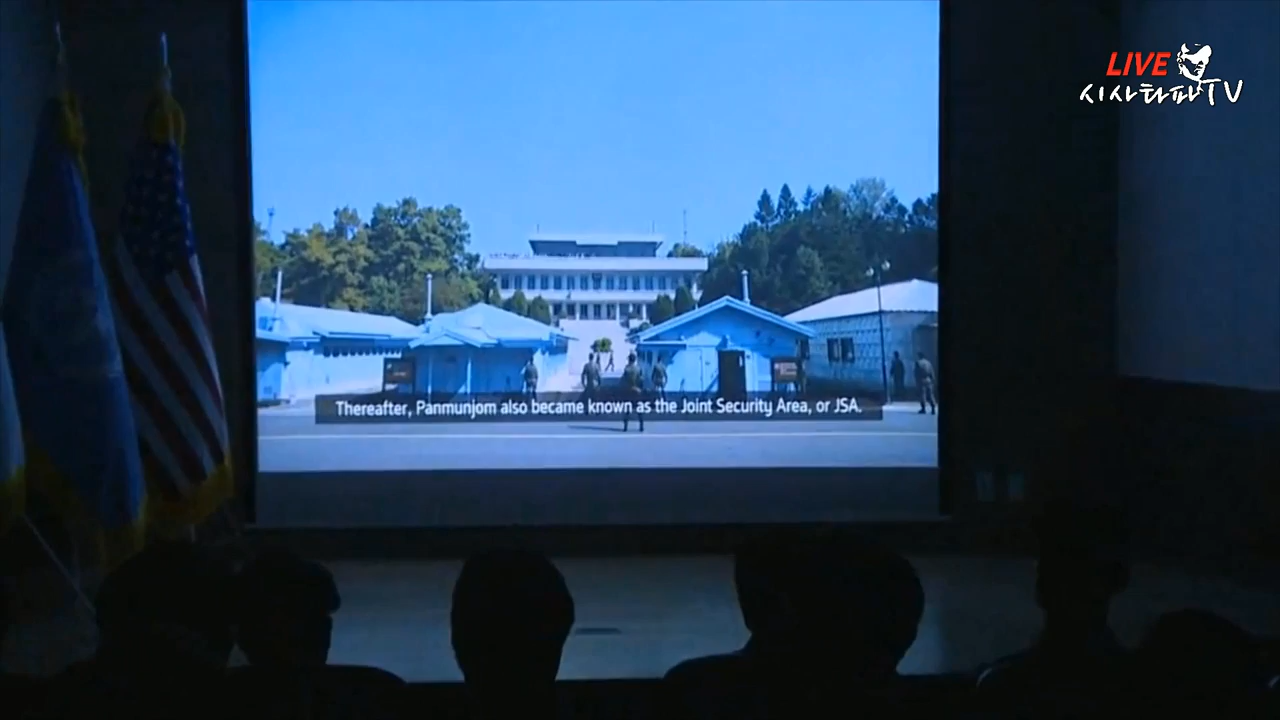 LIVE
시사타파TV
Thereafter, Panmunjom also became known as the Joint Security Area, or JSA.